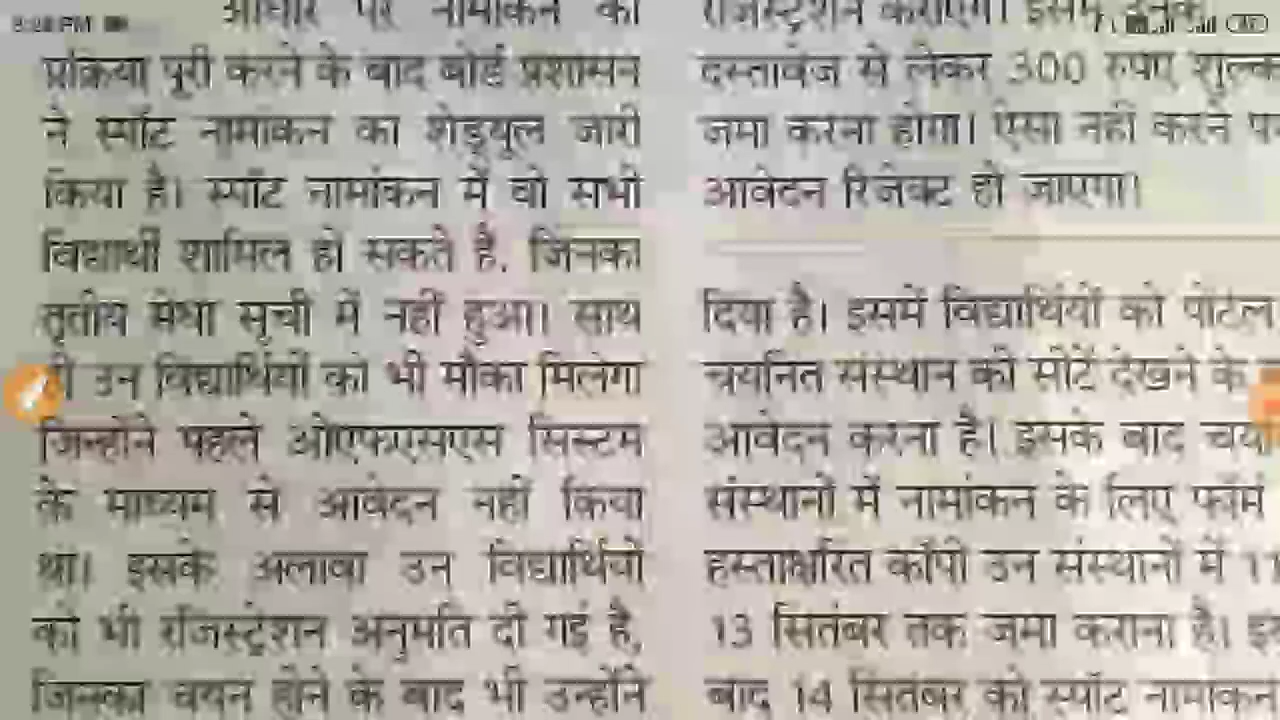 आधार पर नामांकन की
प्रक्रिया पूरी करने के बाद बोर्ड प्रशासन
ने स्पॉट नामांकन का शेड्यूल जारी
किया है। स्पॉट नामांकन में वो सभी
विद्यार्थी शामिल हो सकते है, जिनका
तृतीय मेधा सूची में नहीं हुआ। साथ
उन विद्यार्थियों को भी मौका मिलेगा
जिन्होंने पहले ओएफएसएस सिस्टम
के माध्यम से आवेदन नहीं किया
था। इसके अलावा उन विद्यार्थियों
को भी रजिस्ट्रेशन अनुमति दी गई है,
जिनका चयन होने के बाद भी उन्होंने
रजिस्ट्रेशन कराएंगे। इसमें उनके
दस्तावेज से लेकर 300 रुपए शुल्क
जमा करना होगा। ऐसा नहीं करने पर
आवेदन रिजेक्ट हो जाएगा।
दिया है। इसमें विद्यार्थियों को पोर्टल
चयनित संस्थान की सीटें देखने के
आवेदन करना है। इसके बाद
संस्थानों में नामांकन के लिए फॉर्म
हस्ताक्षरित कॉपी उन संस्थानों में 11
13 सितंबर तक जमा कराना है।
बाद 14 सितंबर को स्पॉट नामांकन